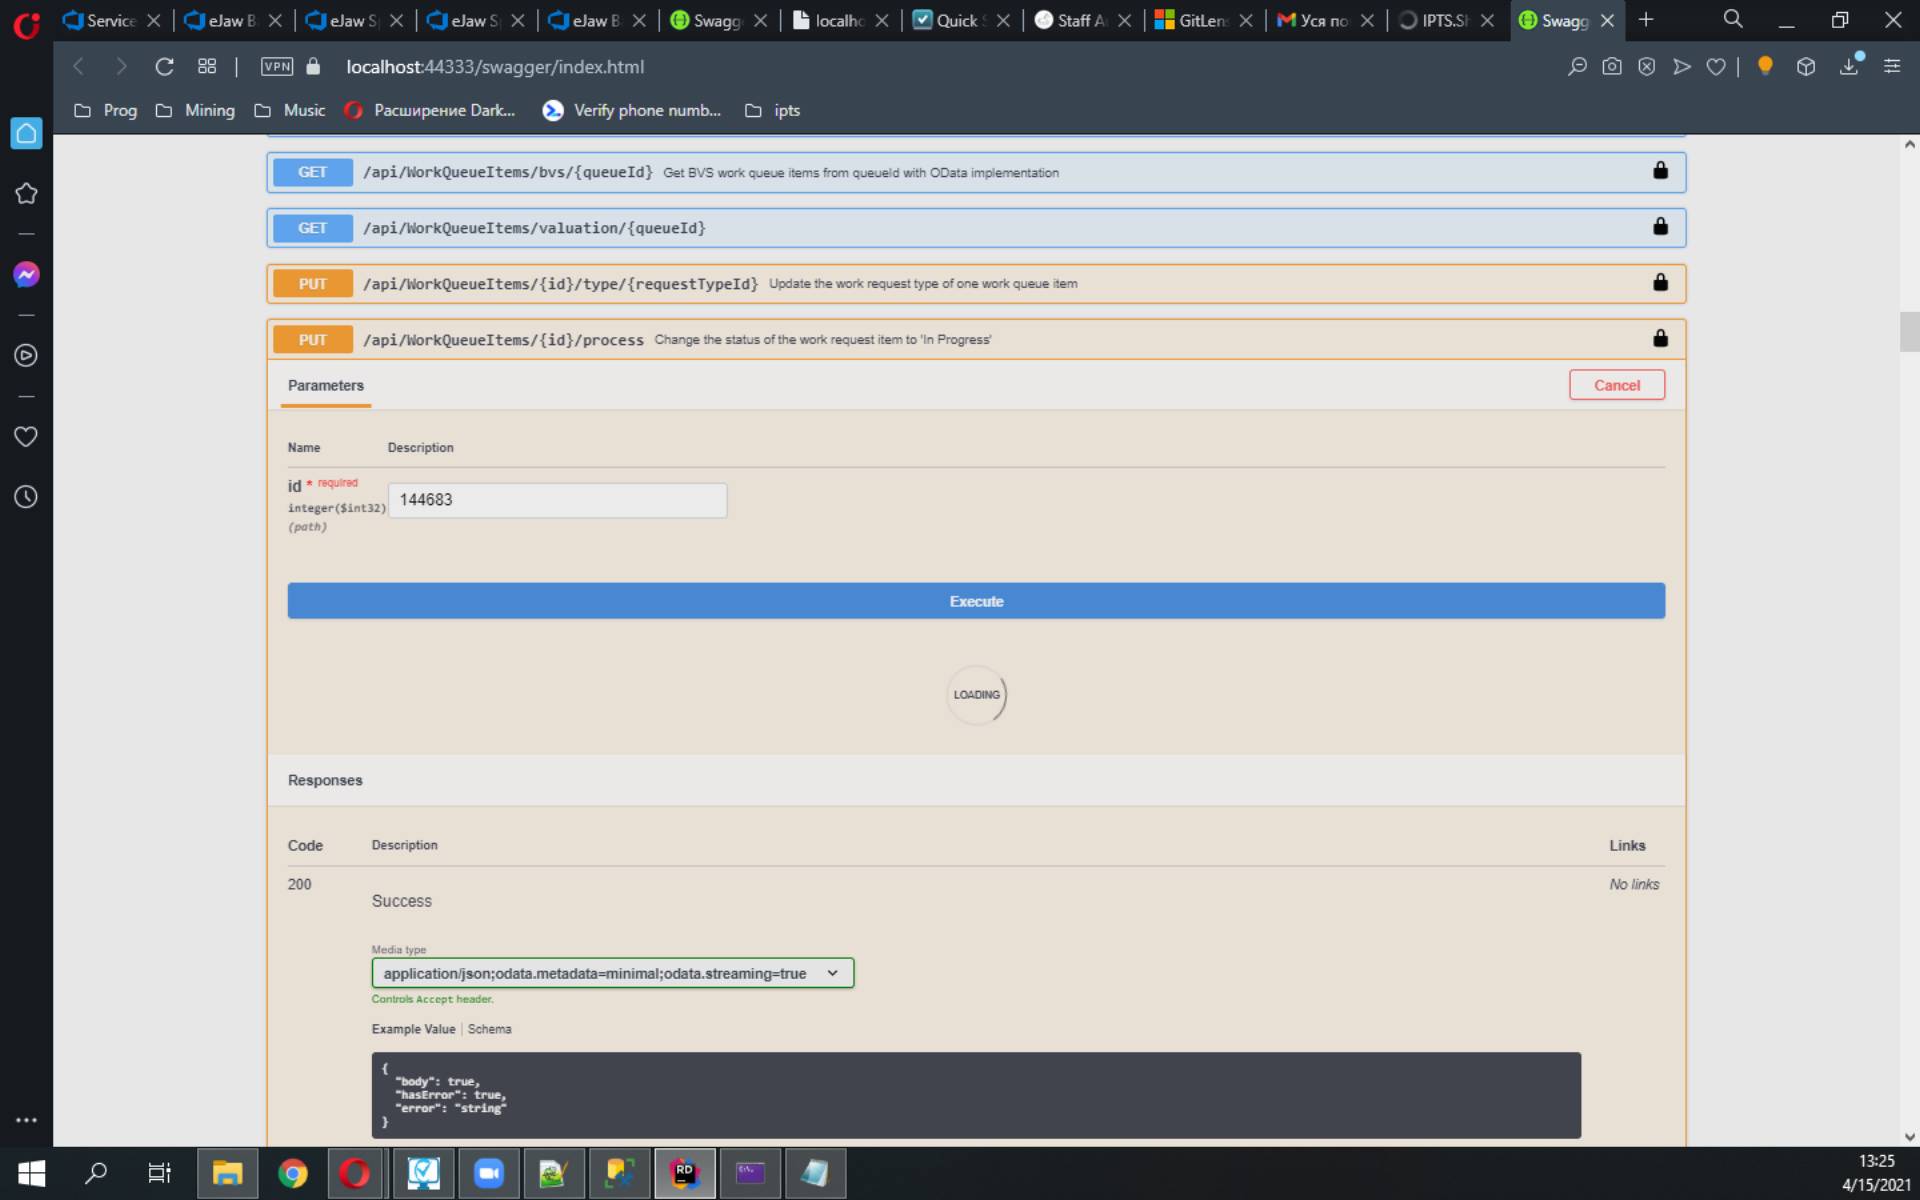 Service
eJaw B
eJaw S
eJaw S
eJaw B
Swagg
localho
Quick S
Staff A
GitLens
Уся по
IPTS.SH
Swagg
VPN
localhost:44333/swagger/index.html
Prog
Mining
Music
Расширение Dark...
Verify phone numb...
ipts
GET /api/WorkQueueItems/bvs/{queueId} Get BVS work queue items from queueId with OData implementation
GET /api/WorkQueueItems/valuation/{queueId}
PUT /api/WorkQueueItems/{id}/type/{requestTypeId} Update the work request type of one work queue item
PUT /api/WorkQueueItems/{id}/process Change the status of the work request item to 'In Progress'
Parameters
Cancel
Name Description
id * required
integer($int32)
(path)
144683
Execute
LOADING
Responses
Code Description Links
200
Success
No links
Media type
application/json;odata.metadata=minimal;odata.streaming=true
Controls Accept header.
Example Value | Schema
{
"body": true,
"hasError": true,
"error": "string"
}
RD
13:25
4/15/2021